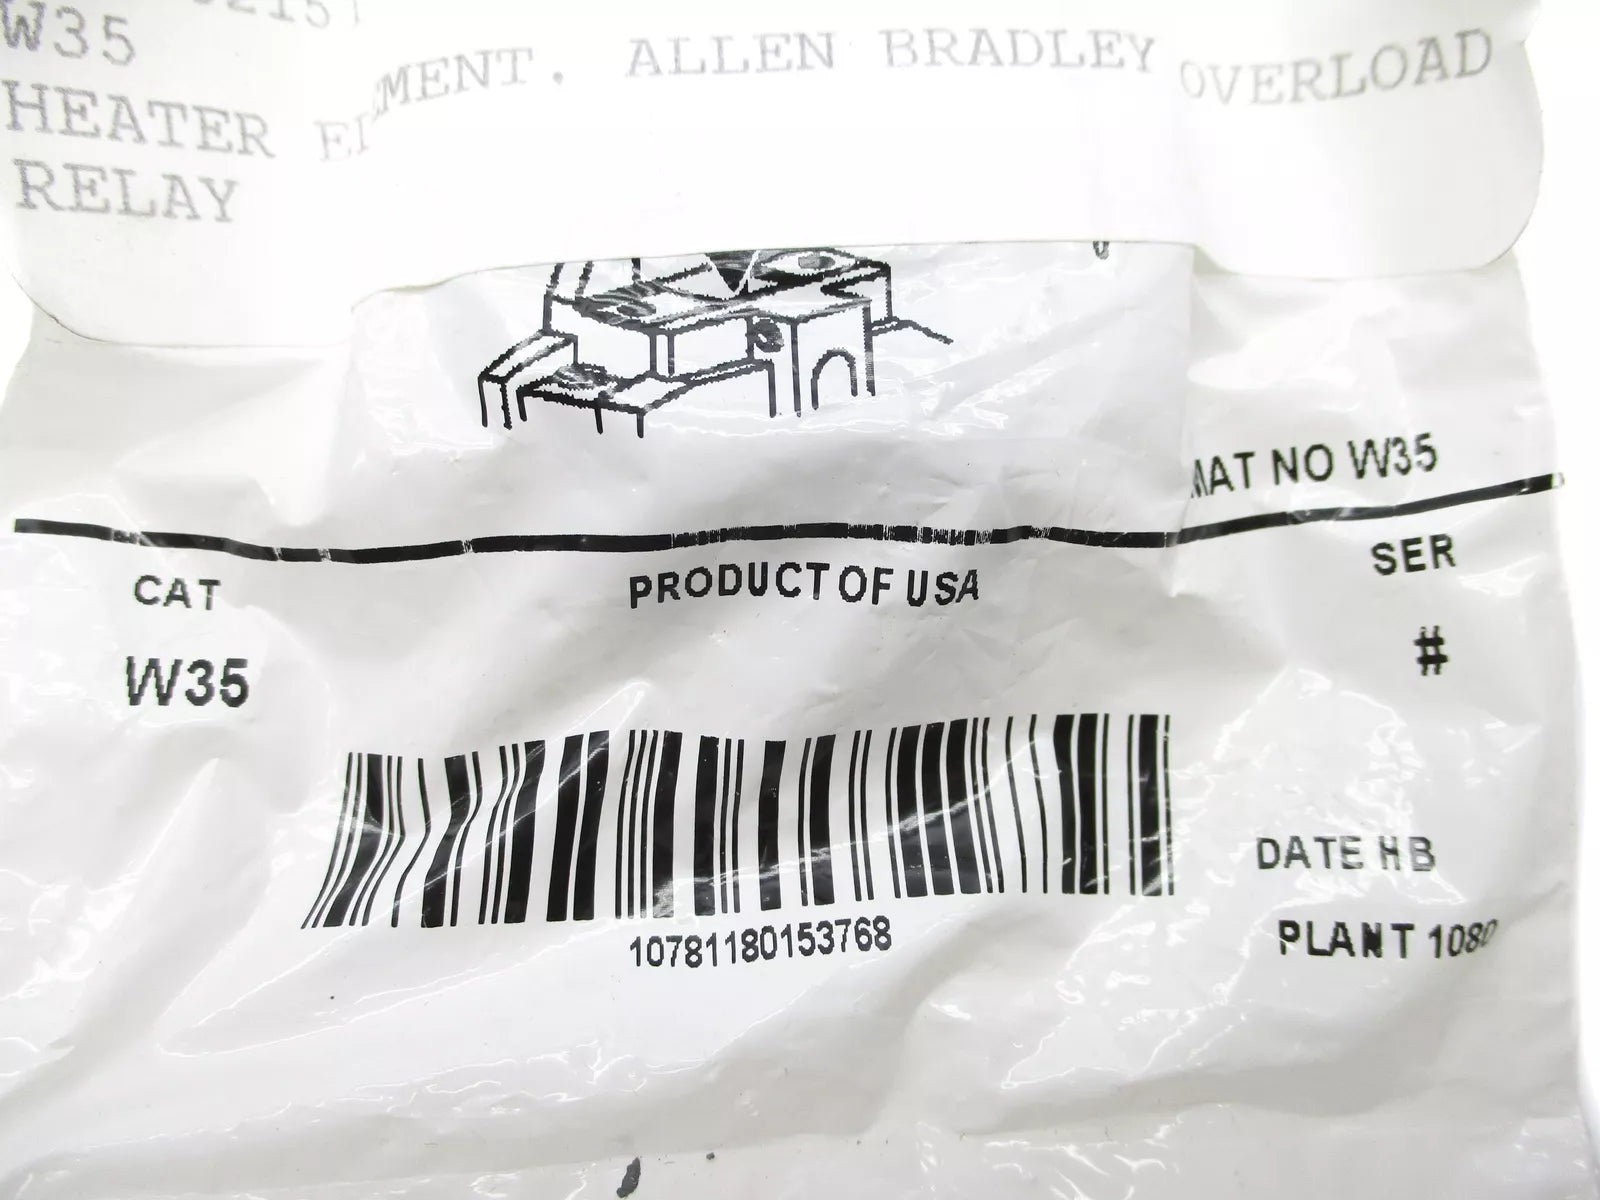 W35
HEATER ELEMENT. ALLEN BRADLEY OVERLOAD
RELAY
MAT NO W35
CAT
PRODUCT OF USA
SER
W35
#
10781180153768
DATE HB
PLANT 1080